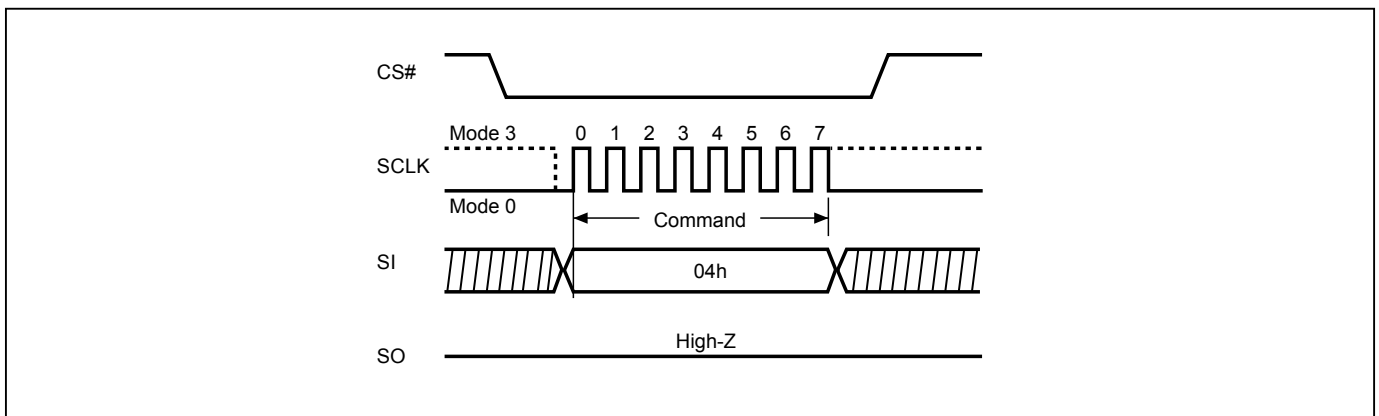 CS#
Mode 3 0 1 2 3 4 5 6 7
SCLK
Mode 0
Command
SI 04h
High-Z
SO